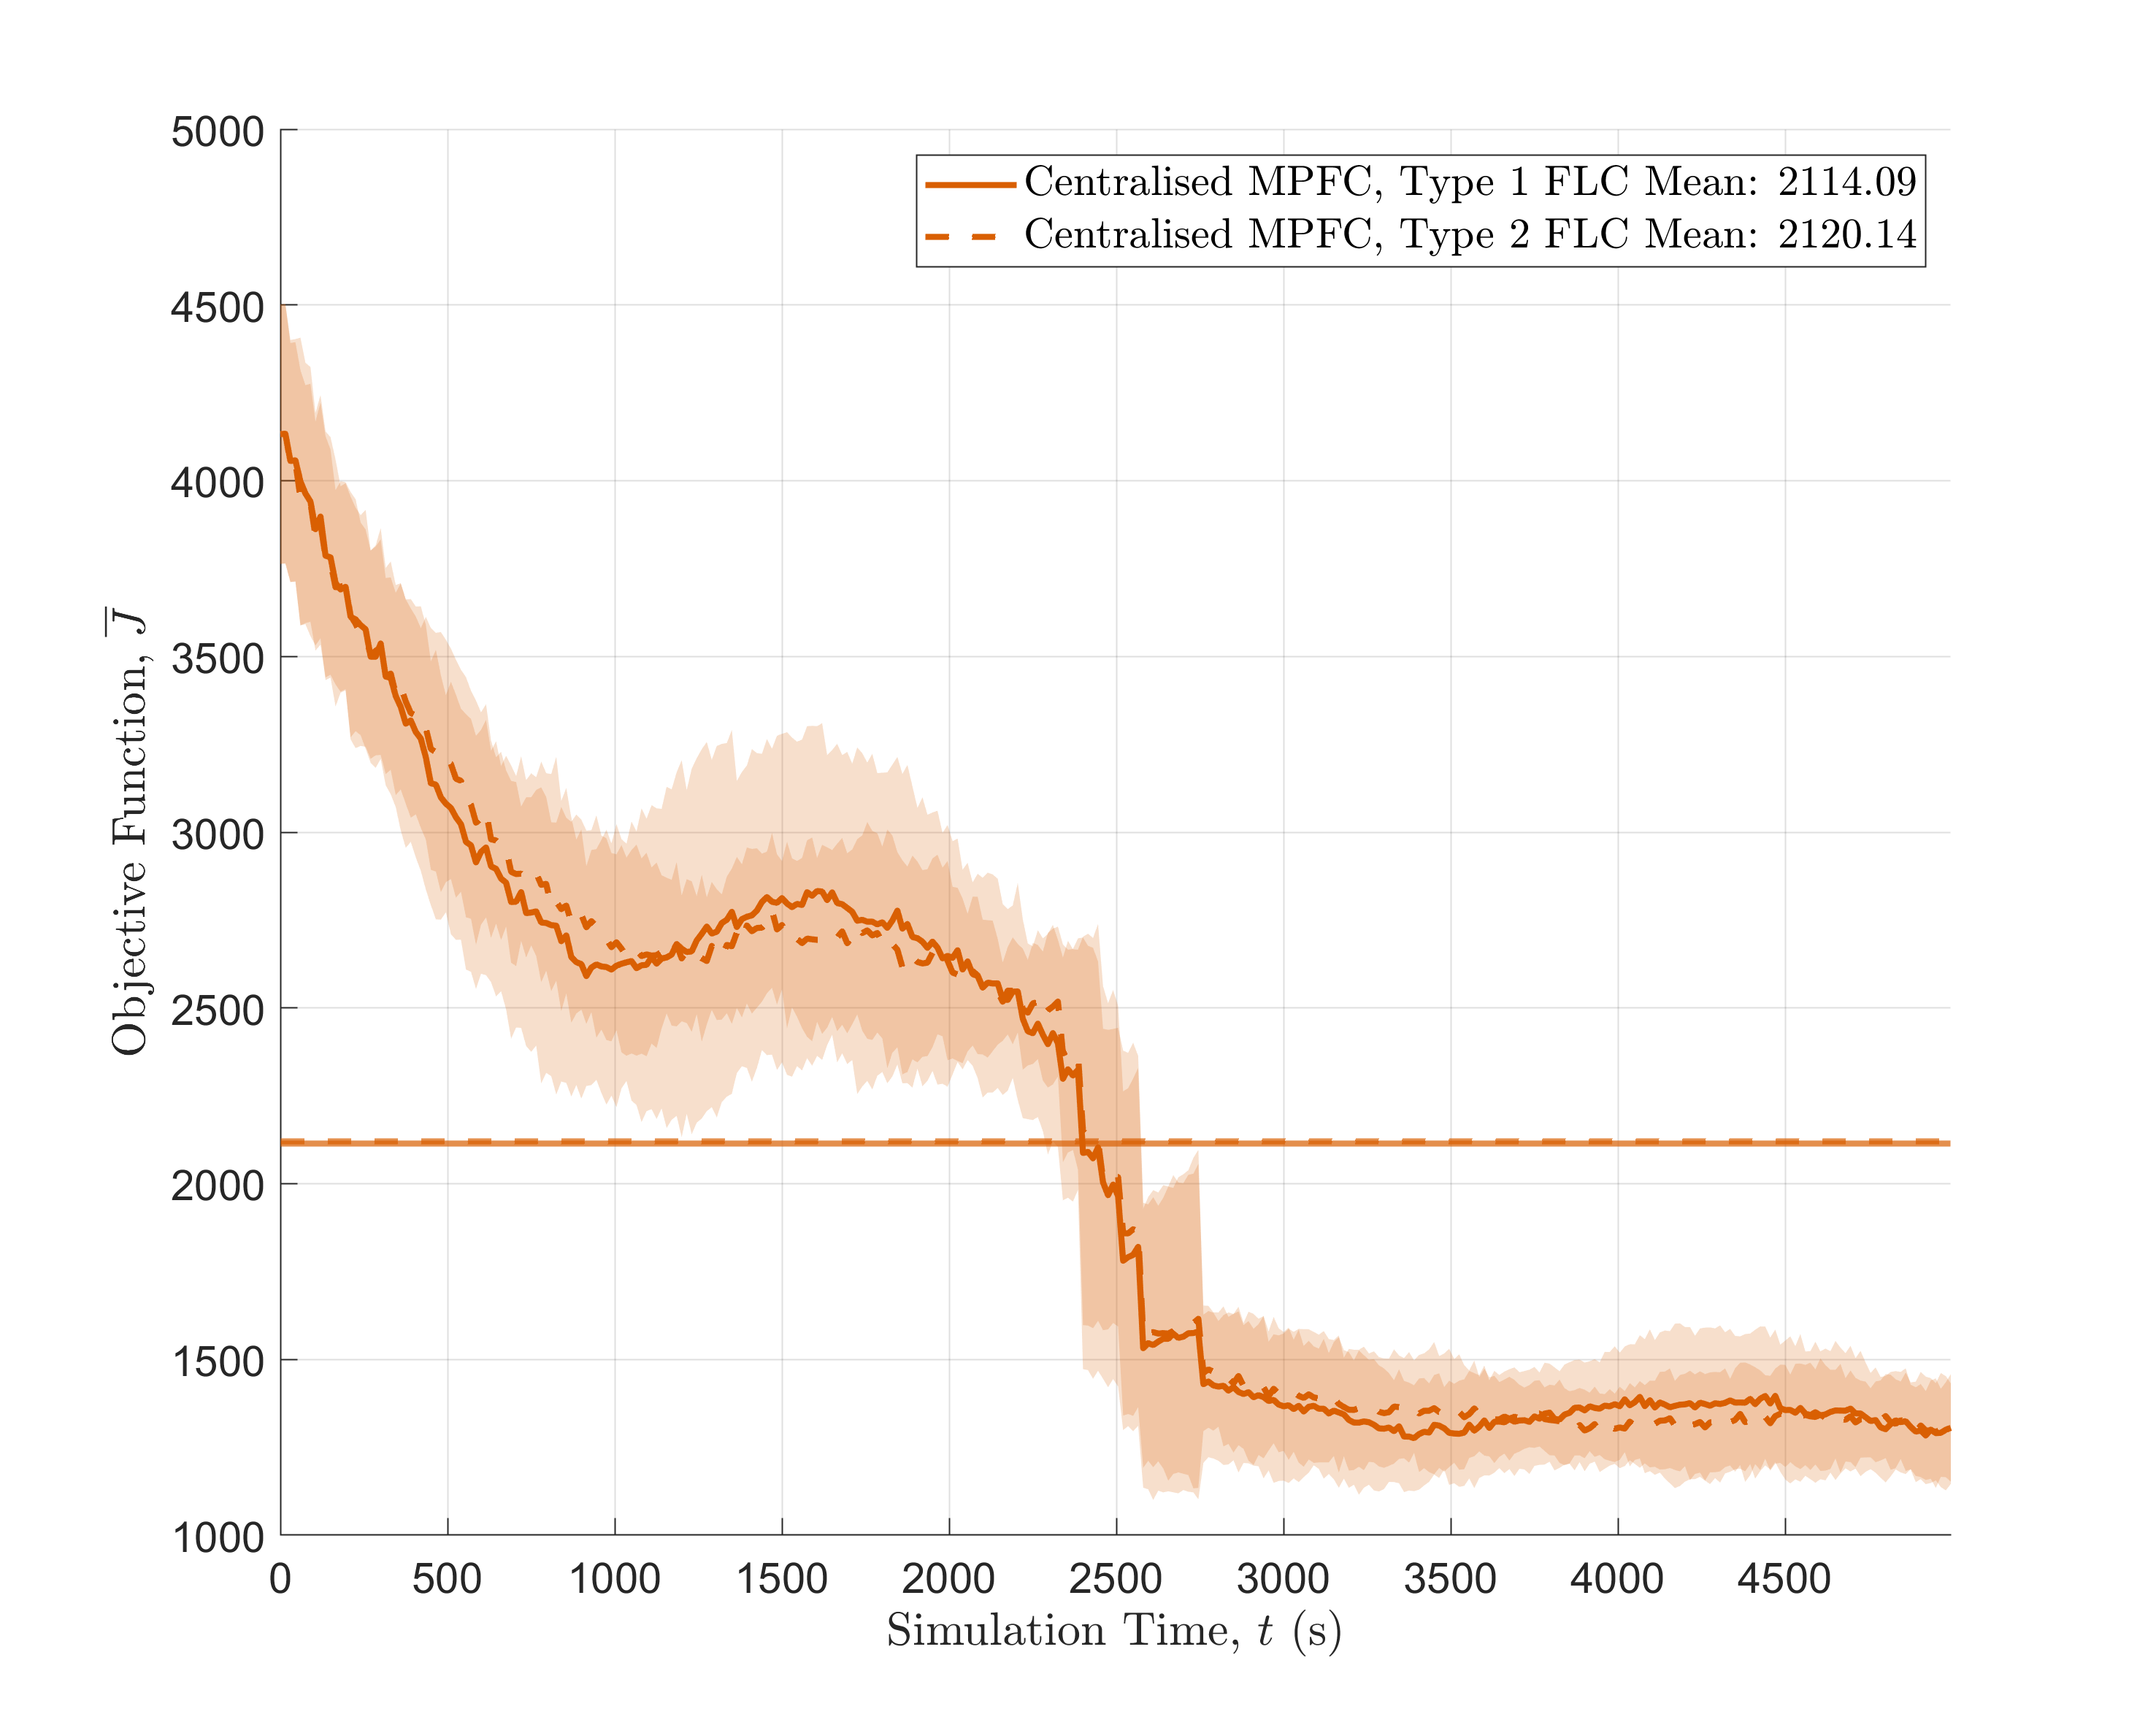 5000
4500
4000
3500
3000
2500
2000
1500
1000
0 500 1000 1500 2000 2500 3000 3500 4000 4500
Objective Function, J̅
Simulation Time, t (s)
Centralised MPFC, Type 1 FLC Mean: 2114.09
Centralised MPFC, Type 2 FLC Mean: 2120.14